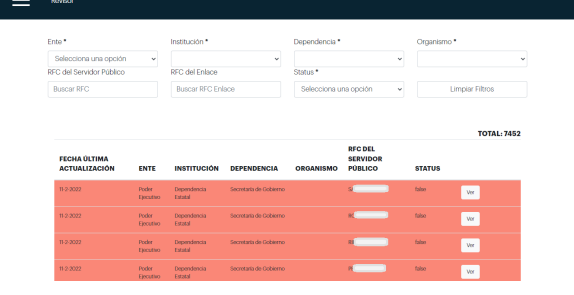 Revisor
Ente * Institución * Dependencia * Organismo *
Selecciona una opción
RFC del Servidor Público RFC del Enlace Status *
Buscar RFC Buscar RFC Enlace Selecciona una opción Limpiar Filtros
TOTAL: 7452
FECHA ÚLTIMA ACTUALIZACIÓN ENTE INSTITUCIÓN DEPENDENCIA ORGANISMO RFC DEL SERVIDOR PÚBLICO STATUS
11-2-2022 Poder Ejecutivo Dependencia Estatal Secretaría de Gobierno false Ver
11-2-2022 Poder Ejecutivo Dependencia Estatal Secretaría de Gobierno false Ver
11-2-2022 Poder Ejecutivo Dependencia Estatal Secretaría de Gobierno false Ver
11-2-2022 Poder Ejecutivo Dependencia Estatal Secretaría de Gobierno false Ver